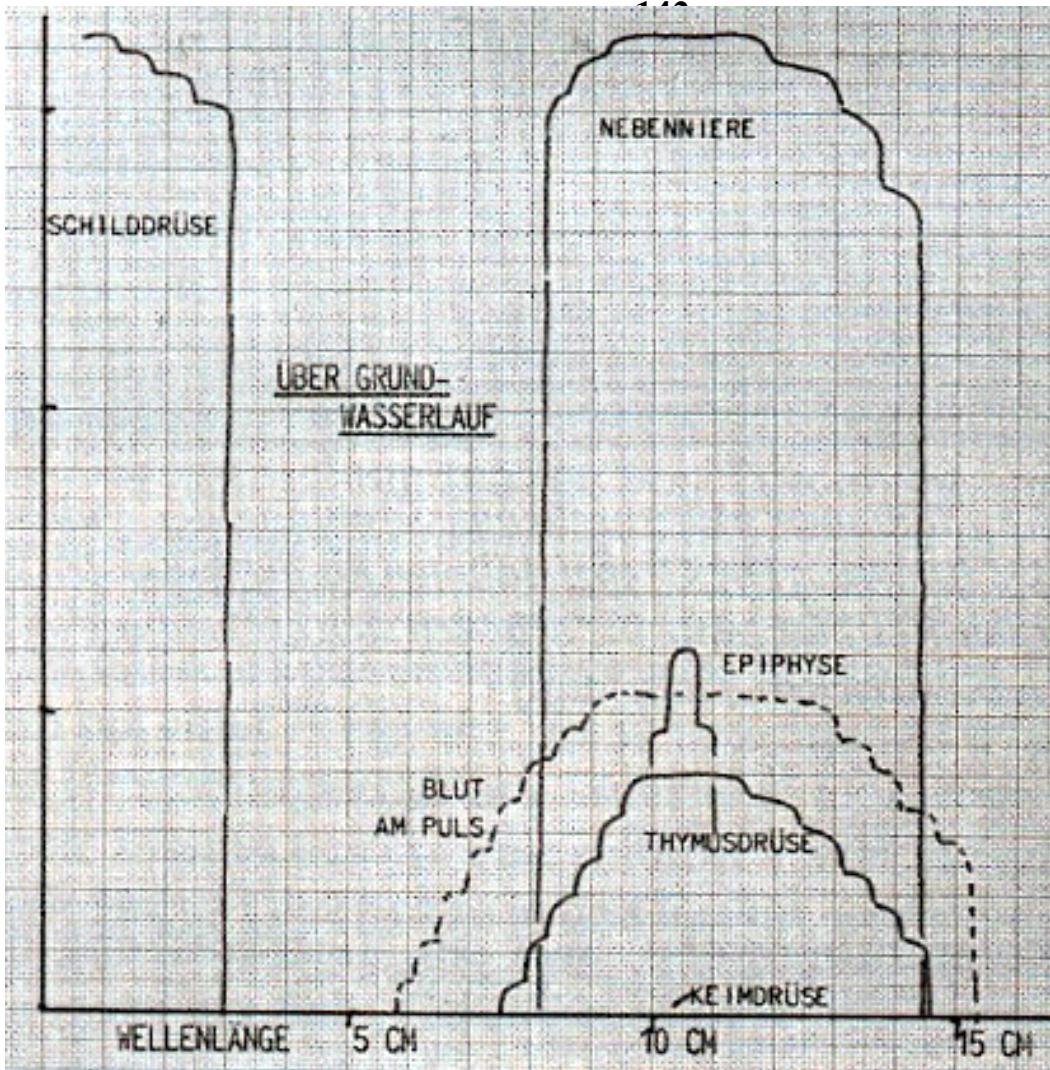 NEBENNIERE
SCHILDDRÜSE
ÜBER GRUND-
WASSERLAUF
EPIPHYSE
BLUT
AM PULS
THYMUSDRÜSE
KEIMDRÜSE
WELLENLÄNGE 5 CM 10 CM 15 CM